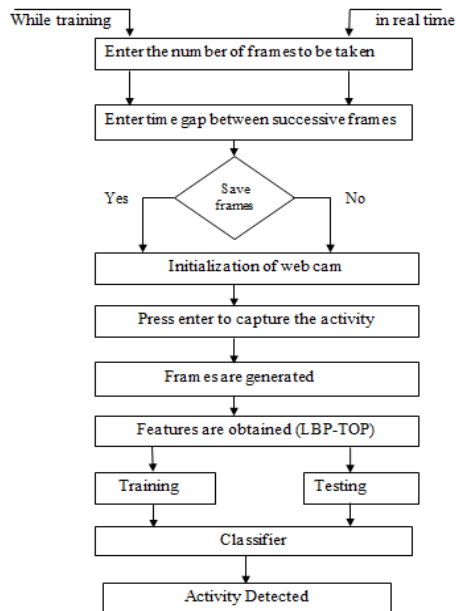 While training
in real time
Enter the number of frames to be taken
Enter time gap between successive frames
Save
frames
Yes
No
Initialization of web cam
Press enter to capture the activity
Frames are generated
Features are obtained (LBP-TOP)
Training
Testing
Classifier
Activity Detected